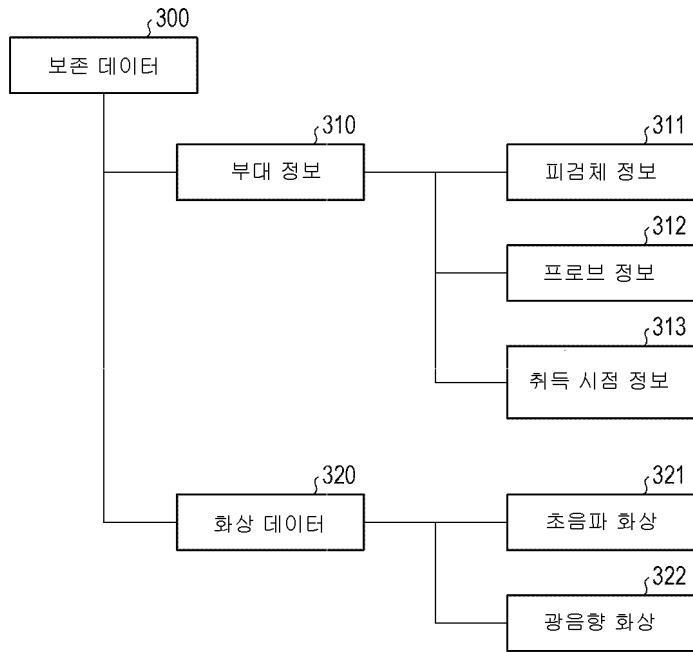 300
보존 데이터
310
부대 정보
311
피검체 정보
312
프로브 정보
313
취득 시점 정보
320
화상 데이터
321
초음파 화상
322
광음향 화상